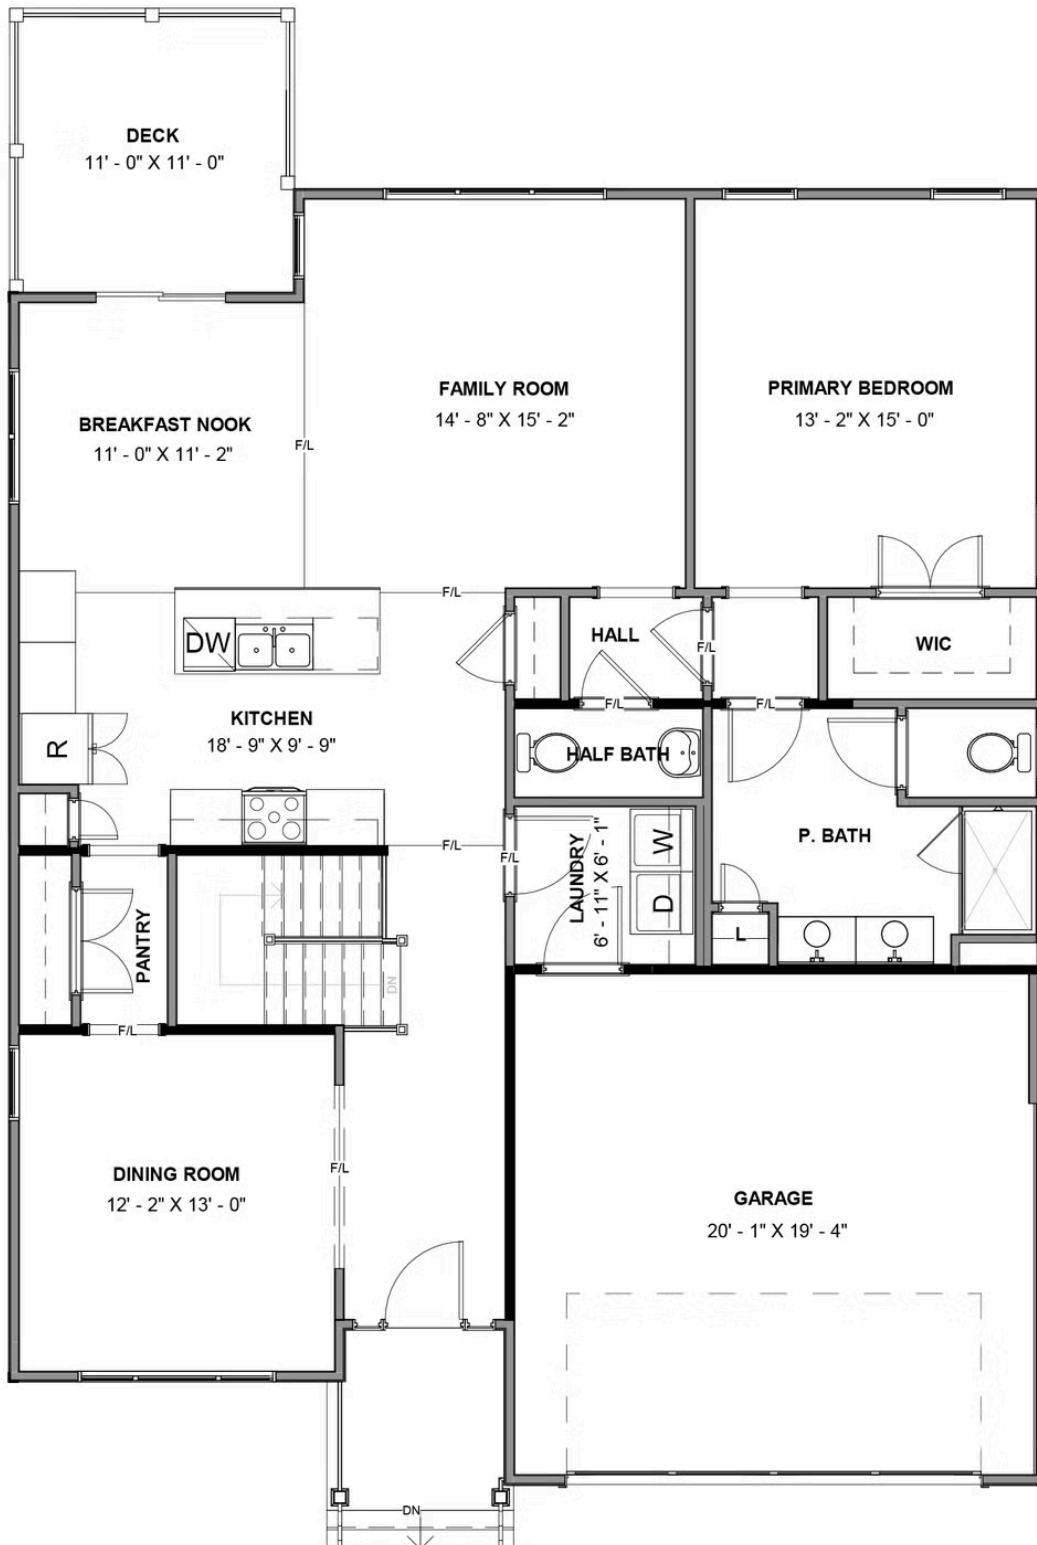 DECK
11' - 0" X 11' - 0"
FAMILY ROOM
14' - 8" X 15' - 2"
PRIMARY BEDROOM
13' - 2" X 15' - 0"
BREAKFAST NOOK
11' - 0" X 11' - 2"
F/L
F/L
DW
HALL
F/L
WIC
KITCHEN
18' - 9" X 9' - 9"
R
F/L
F/L
HALF BATH
P. BATH
F/L
F/L
LAUNDRY
6' - 11" X 6' - 1"
W
D
L
PANTRY
DN
F/L
DINING ROOM
12' - 2" X 13' - 0"
F/L
GARAGE
20' - 1" X 19' - 4"
DN